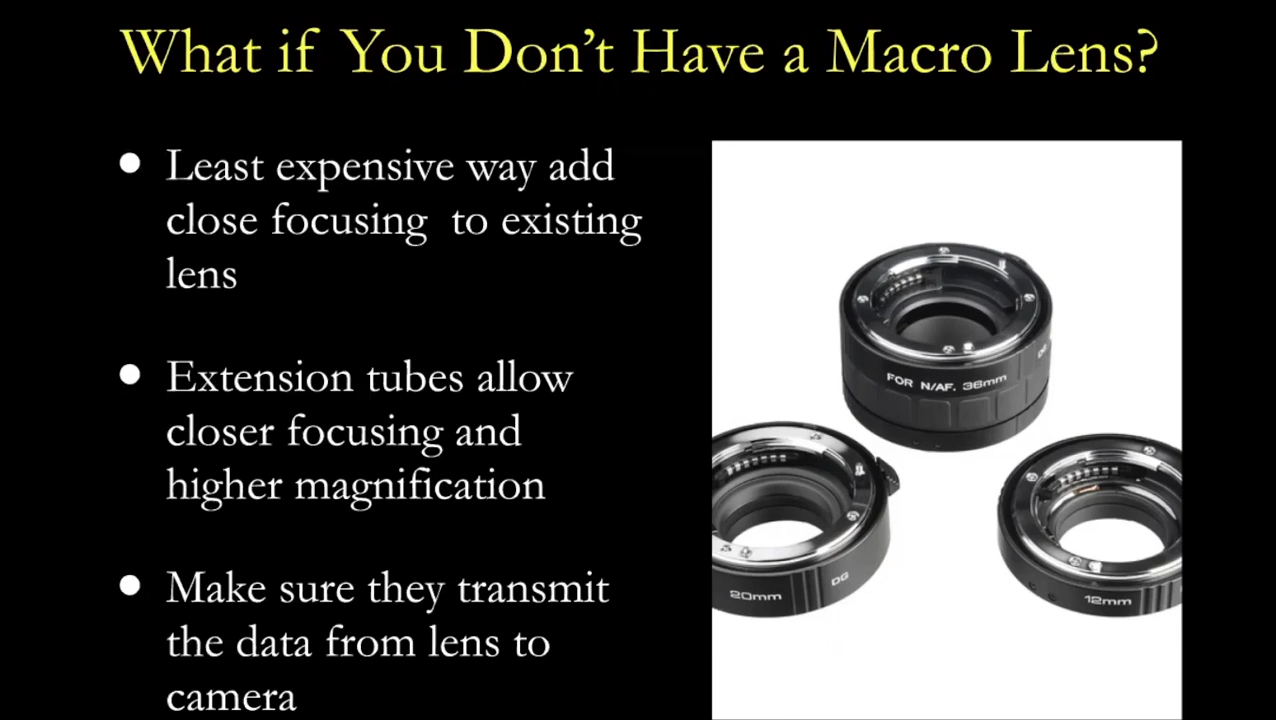 What if You Don't Have a Macro Lens?
• Least expensive way add
close focusing to existing
lens
• Extension tubes allow
closer focusing and
higher magnification
• Make sure they transmit
the data from lens to
camera
FOR N/AF. 36mm
DG
20mm
DG
12mm